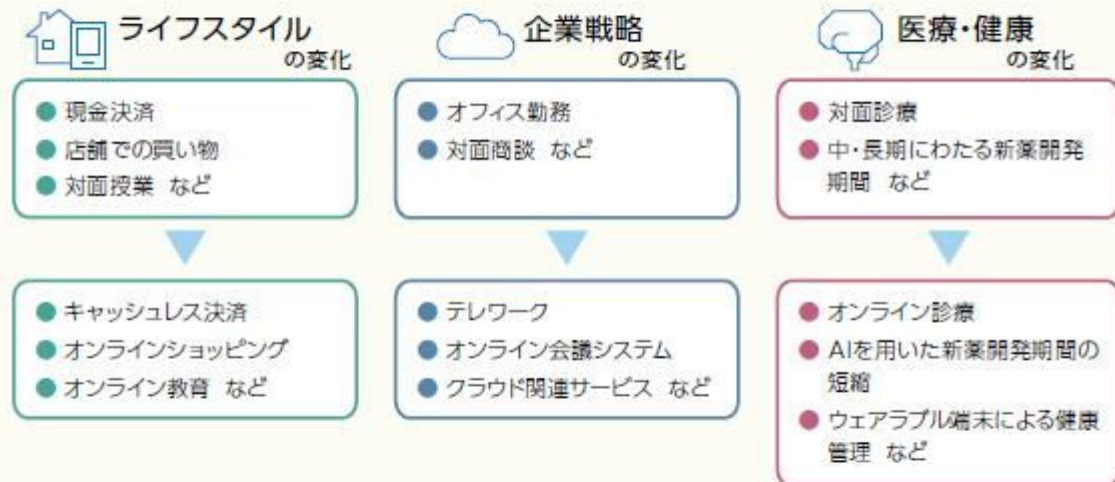 ライフスタイル
の変化
現金決済
店舗での買い物
対面授業 など
キャッシュレス決済
オンラインショッピング
オンライン教育 など
企業戦略
の変化
オフィス勤務
対面商談 など
テレワーク
オンライン会議システム
クラウド関連サービス など
医療・健康
の変化
対面診療
中・長期にわたる新薬開発
期間 など
オンライン診療
AIを用いた新薬開発期間の
短縮
ウェアラブル端末による健康
管理 など